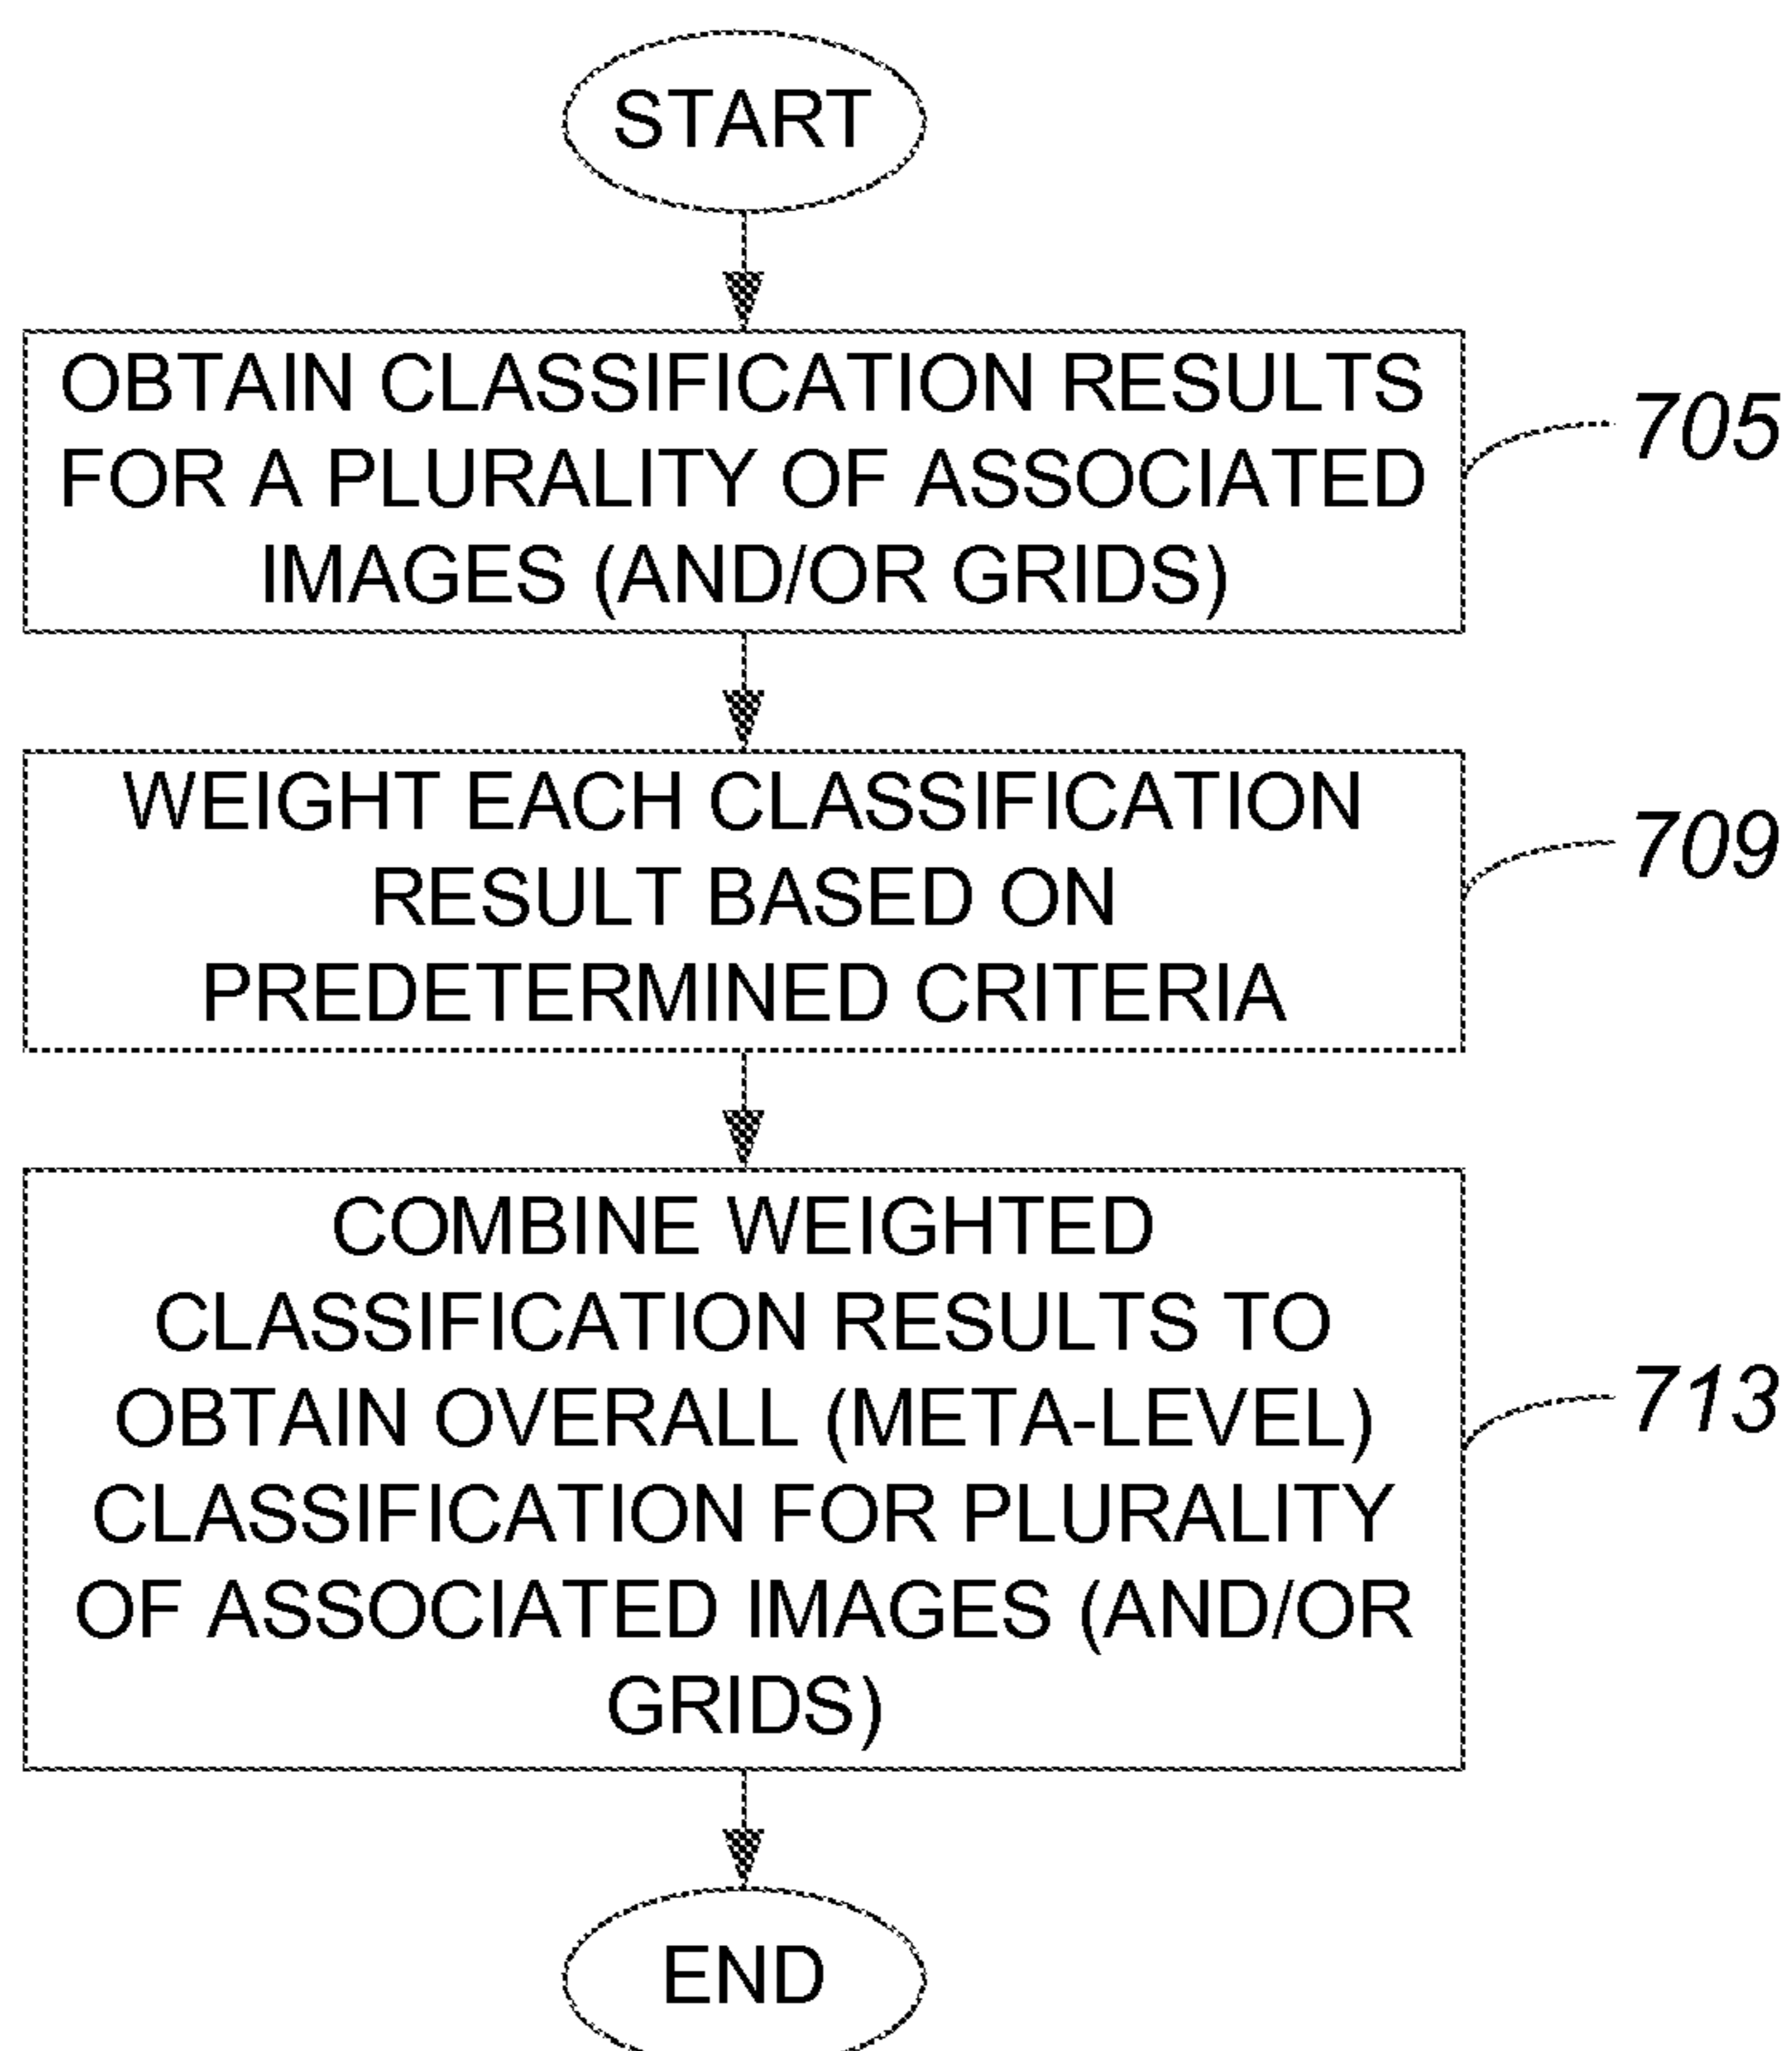 START
OBTAIN CLASSIFICATION RESULTS
FOR A PLURALITY OF ASSOCIATED
IMAGES (AND/OR GRIDS)
705
WEIGHT EACH CLASSIFICATION
RESULT BASED ON
PREDETERMINED CRITERIA
709
COMBINE WEIGHTED
CLASSIFICATION RESULTS TO
OBTAIN OVERALL (META-LEVEL)
CLASSIFICATION FOR PLURALITY
OF ASSOCIATED IMAGES (AND/OR
GRIDS)
713
END